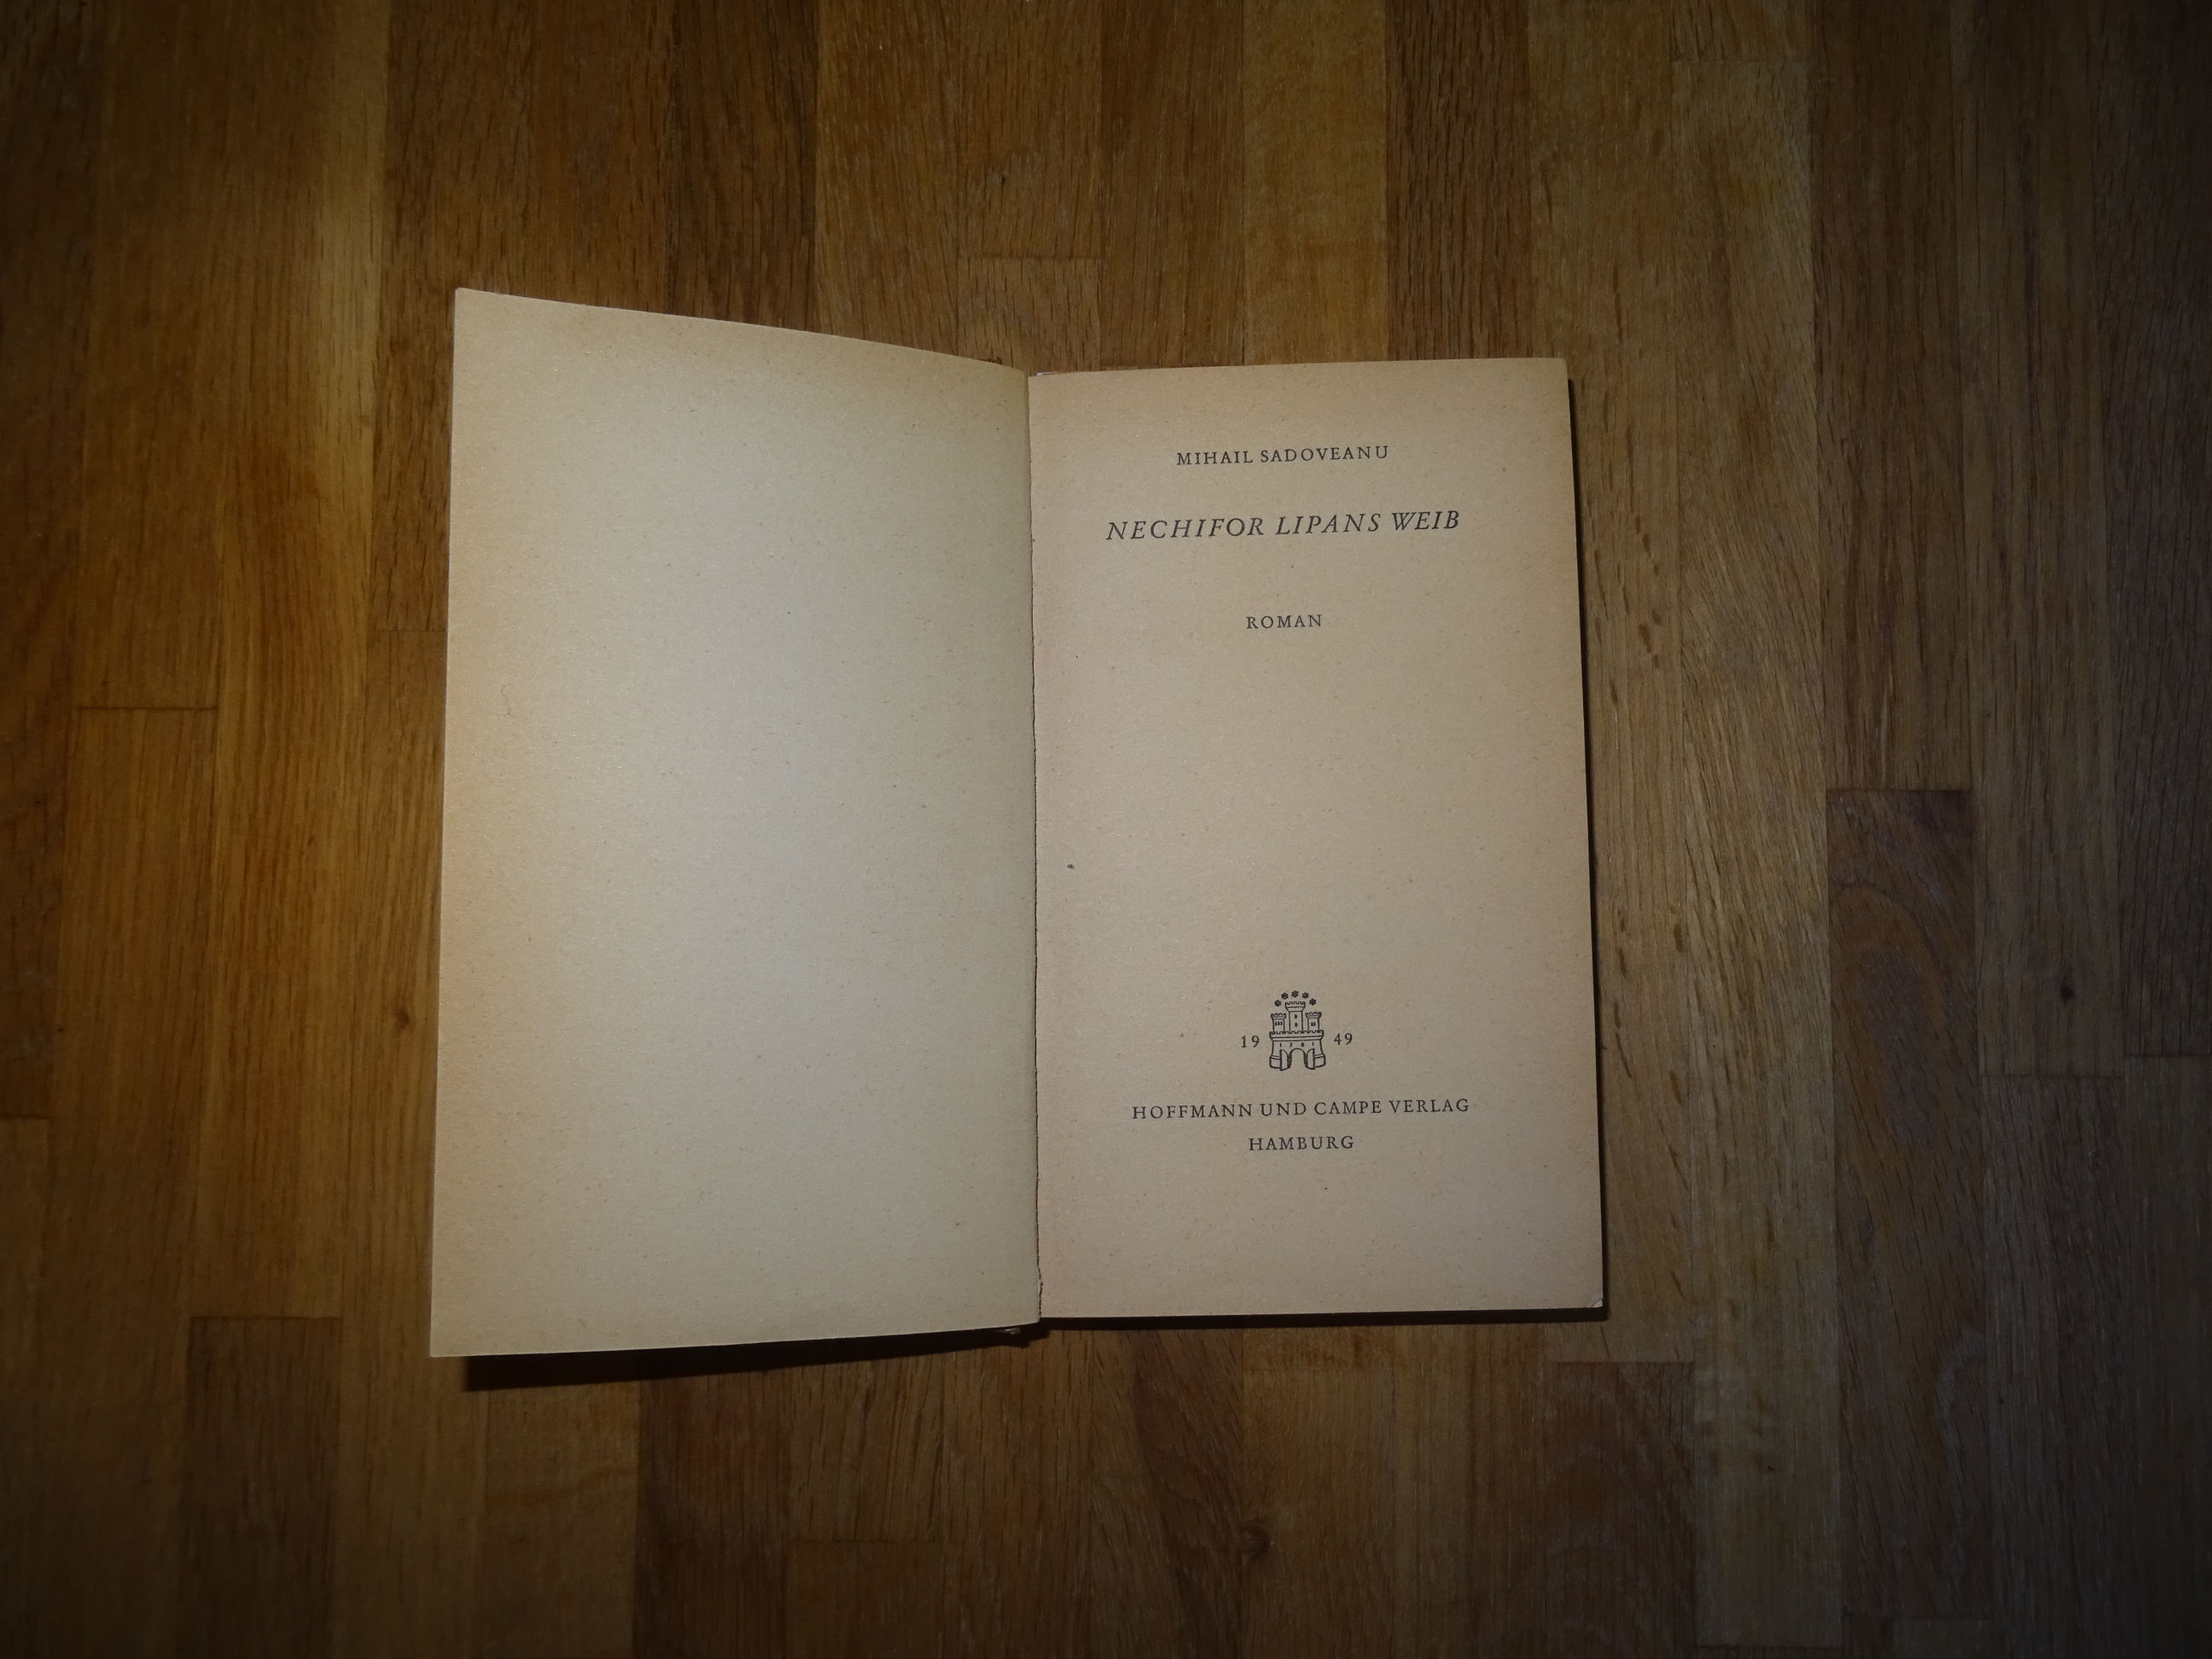 MIHAIL SADOVEANU
NECHIFOR LIPANS WEIB
ROMAN
19 49
HOFFMANN UND CAMPE VERLAG
HAMBURG